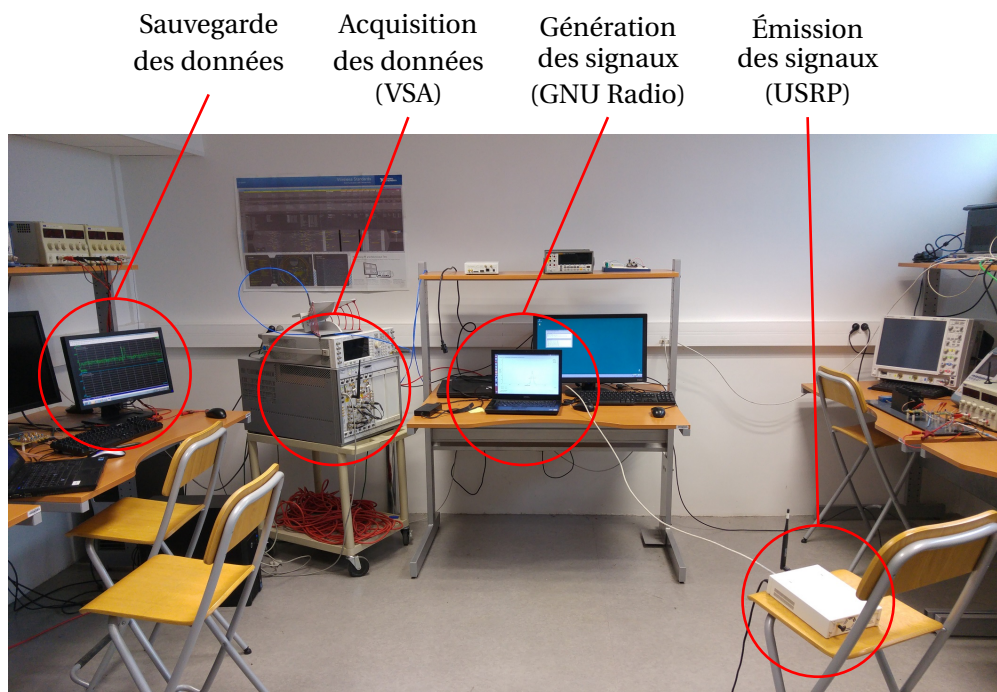 Sauvegarde
des données
Acquisition
des données
(VSA)
Génération
des signaux
(GNU Radio)
Émission
des signaux
(USRP)